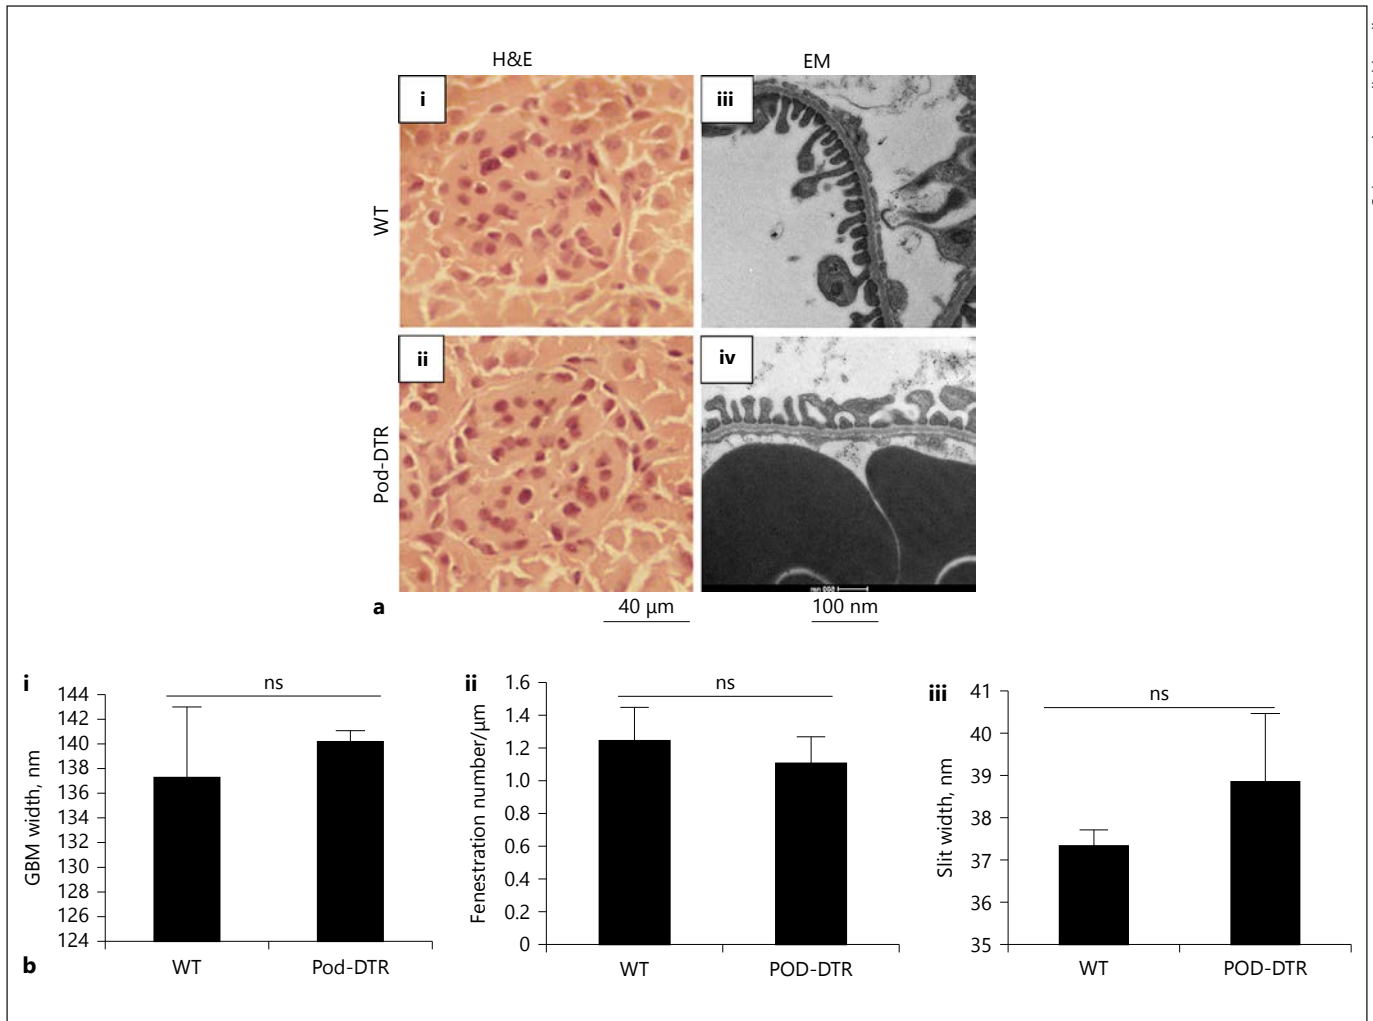 H&E EM
i iii
WT
ii iv
Pod-DTR
a 40 µm 100 nm
i
ns
144
142
140
138
136
134
132
130
128
126
124
GBM width, nm
WT Pod-DTR
b
ii
ns
1.6
1.4
1.2
1.0
0.8
0.6
0.4
0.2
0
Fenestration number/µm
WT POD-DTR
iii
ns
41
40
39
38
37
36
35
Slit width, nm
WT POD-DTR